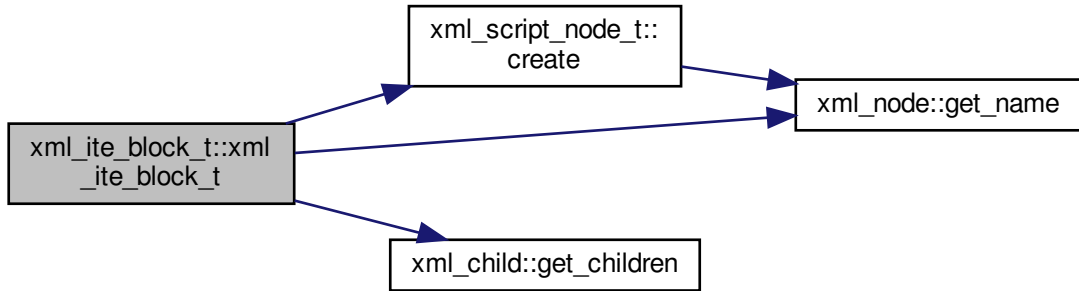 xml_script_node_t::
create
xml_node::get_name
xml_ite_block_t::xml
_ite_block_t
xml_child::get_children